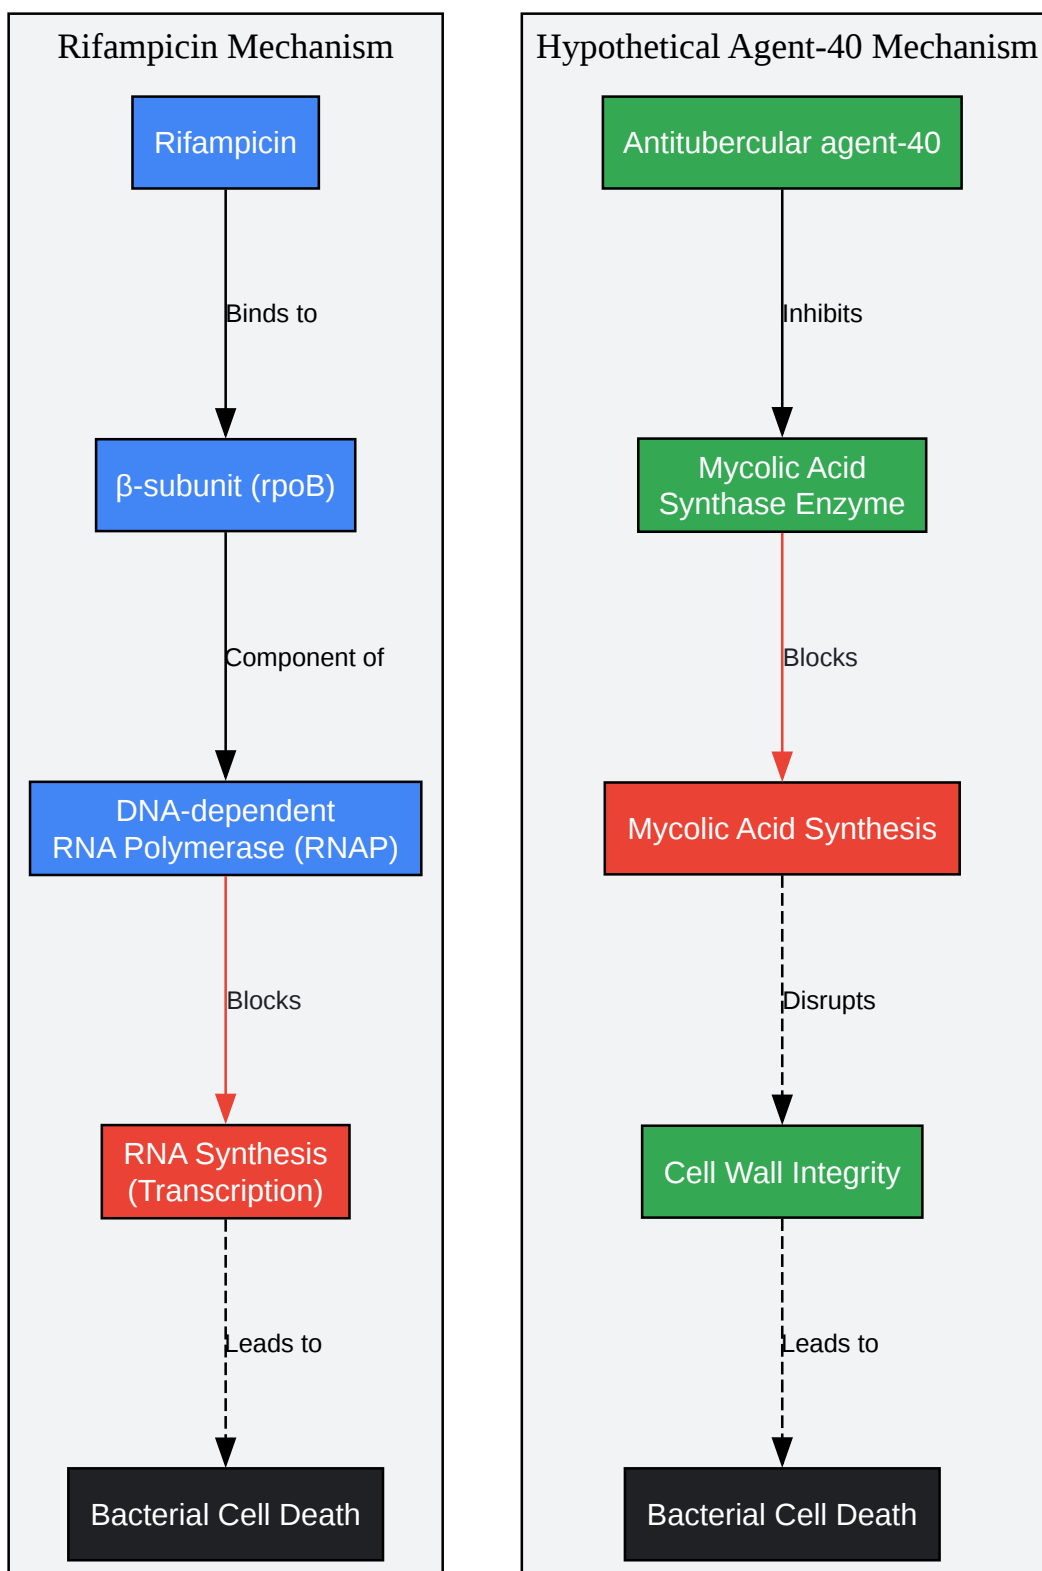 Rifampicin Mechanism
Rifampicin
Binds to
β-subunit (rpoB)
Component of
DNA-dependent
RNA Polymerase (RNAP)
Blocks
RNA Synthesis
(Transcription)
Leads to
Bacterial Cell Death
Hypothetical Agent-40 Mechanism
Antitubercular agent-40
Inhibits
Mycolic Acid
Synthase Enzyme
Blocks
Mycolic Acid Synthesis
Disrupts
Cell Wall Integrity
Leads to
Bacterial Cell Death